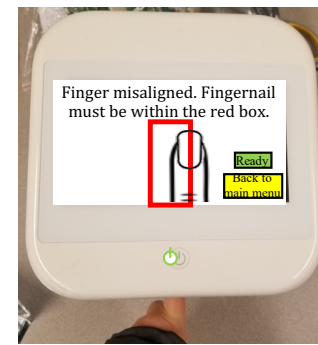 Finger misaligned. Fingernail
must be within the red box.
Ready
Back to
main menu